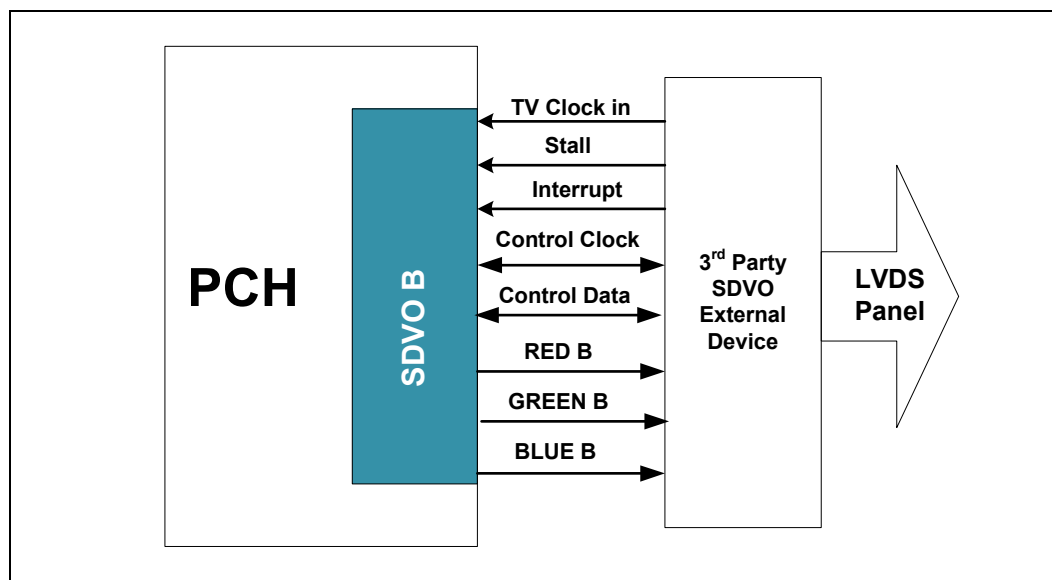 PCH
SDVO B
TV Clock in
Stall
Interrupt
Control Clock
Control Data
RED B
GREEN B
BLUE B
3rd Party
SDVO
External
Device
LVDS
Panel